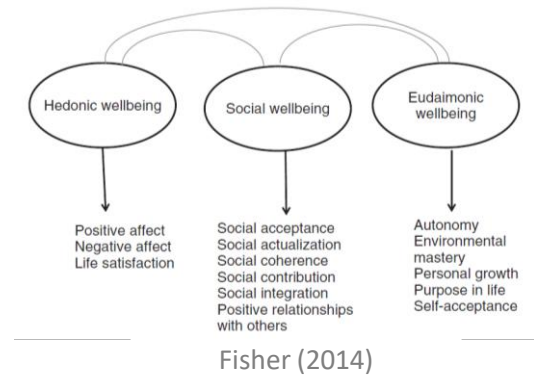 Hedonic wellbeing
Social wellbeing
Eudaimonic
wellbeing
Positive affect
Negative affect
Life satisfaction
Social acceptance
Social actualization
Social coherence
Social contribution
Social integration
Positive relationships
with others
Autonomy
Environmental
mastery
Personal growth
Purpose in life
Self-acceptance
Fisher (2014)